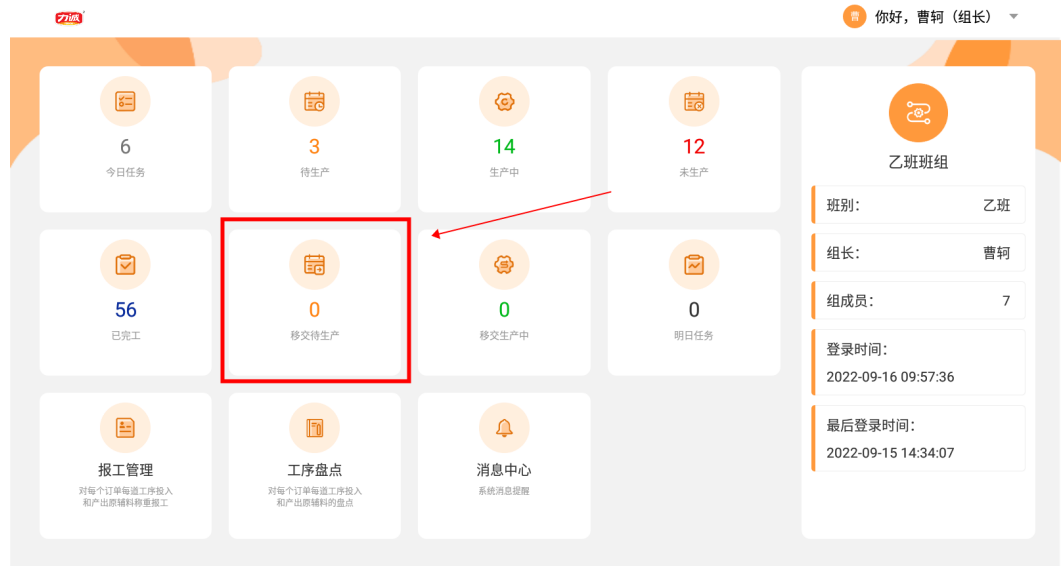 力诚
曹
你好，曹轲（组长）
6
今日任务
3
待生产
14
生产中
12
未生产
56
已完工
0
移交待生产
0
移交生产中
0
明日任务
报工管理
对每个订单每道工序投入
和产出原辅料称重报工
工序盘点
对每个订单每道工序投入
和产出原辅料的盘点
消息中心
系统消息提醒
乙班班组
班别： 乙班
组长： 曹轲
组成员： 7
登录时间：
2022-09-16 09:57:36
最后登录时间：
2022-09-15 14:34:07